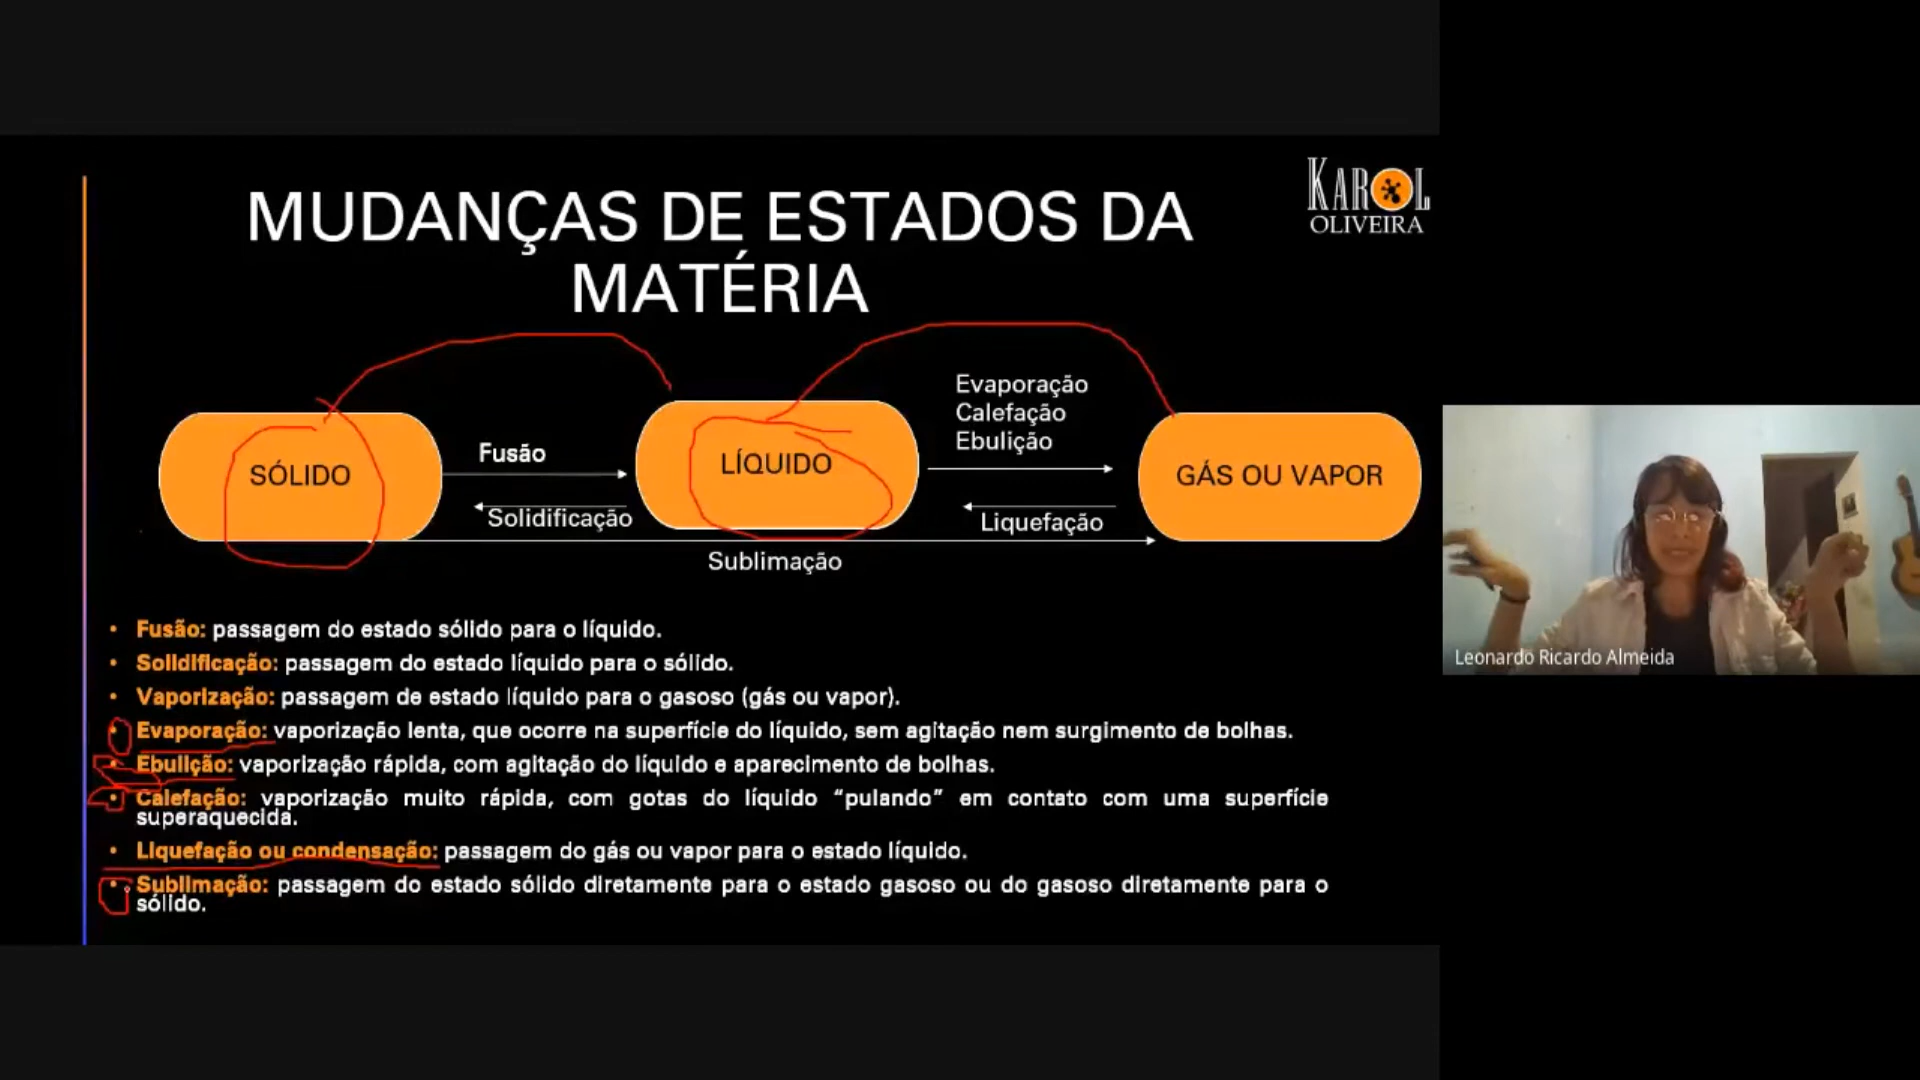 KAROL
OLIVEIRA
MUDANÇAS DE ESTADOS DA
MATÉRIA
SÓLIDO
Fusão
Solidificação
LÍQUIDO
Evaporação
Calefação
Ebulição
Liquefação
GÁS OU VAPOR
Sublimação
• Fusão: passagem do estado sólido para o líquido.
• Solidificação: passagem do estado líquido para o sólido.
• Vaporização: passagem de estado líquido para o gasoso (gás ou vapor).
• Evaporação: vaporização lenta, que ocorre na superfície do líquido, sem agitação nem surgimento de bolhas.
• Ebulição: vaporização rápida, com agitação do líquido e aparecimento de bolhas.
• Calefação: vaporização muito rápida, com gotas do líquido “pulando” em contato com uma superfície
superaquecida.
• Liquefação ou condensação: passagem do gás ou vapor para o estado líquido.
• Sublimação: passagem do estado sólido diretamente para o estado gasoso ou do gasoso diretamente para o
sólido.
Leonardo Ricardo Almeida